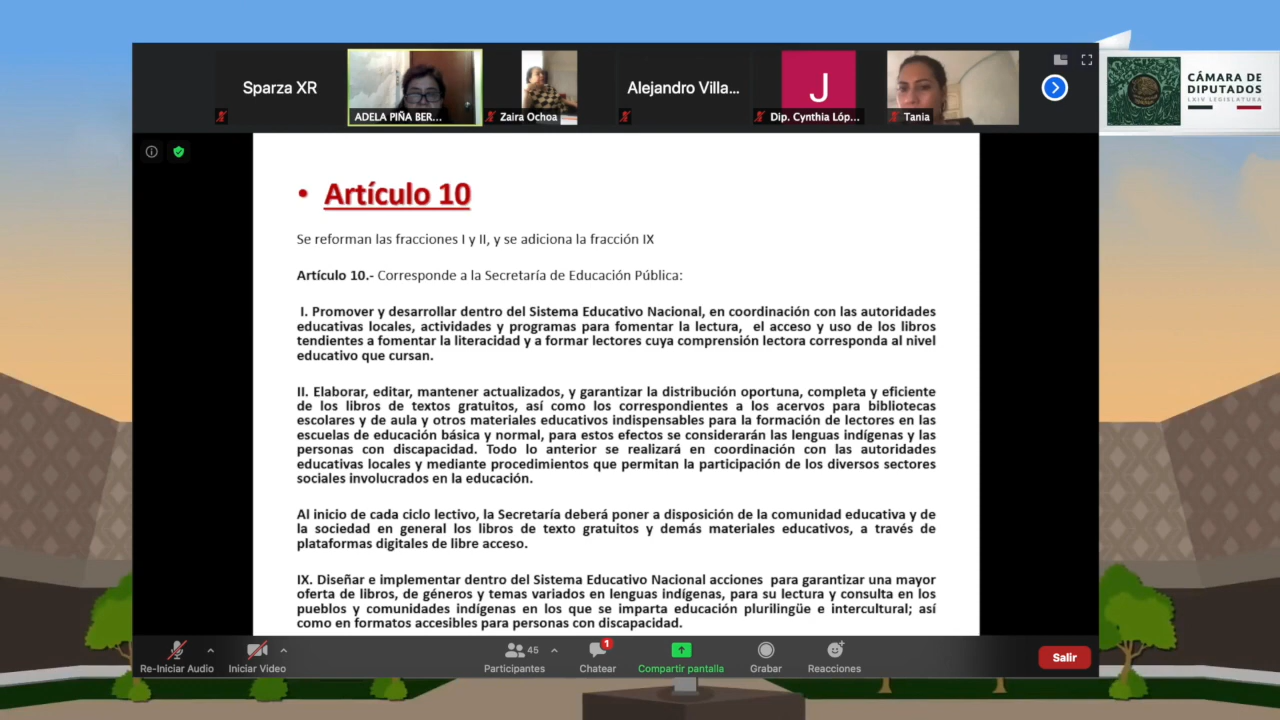 Sparza XR
ADELA PIÑA BER...
Zaira Ochoa
Alejandro Villa...
J
Dip. Cynthia Lóp...
Tania
CÁMARA DE
DIPUTADOS
LXIV LEGISLATURA
• Artículo 10
Se reforman las fracciones I y II, y se adiciona la fracción IX
Artículo 10.- Corresponde a la Secretaría de Educación Pública:
I. Promover y desarrollar dentro del Sistema Educativo Nacional, en coordinación con las autoridades
educativas locales, actividades y programas para fomentar la lectura, el acceso y uso de los libros
tendientes a fomentar la literacidad y a formar lectores cuya comprensión lectora corresponda al nivel
educativo que cursan.
II. Elaborar, editar, mantener actualizados, y garantizar la distribución oportuna, completa y eficiente
de los libros de textos gratuitos, así como los correspondientes a los acervos para bibliotecas
escolares y de aula y otros materiales educativos indispensables para la formación de lectores en las
escuelas de educación básica y normal, para estos efectos se considerarán las lenguas indígenas y las
personas con discapacidad. Todo lo anterior se realizará en coordinación con las autoridades
educativas locales y mediante procedimientos que permitan la participación de los diversos sectores
sociales involucrados en la educación.
Al inicio de cada ciclo lectivo, la Secretaría deberá poner a disposición de la comunidad educativa y de
la sociedad en general los libros de texto gratuitos y demás materiales educativos, a través de
plataformas digitales de libre acceso.
IX. Diseñar e implementar dentro del Sistema Educativo Nacional acciones para garantizar una mayor
oferta de libros, de géneros y temas variados en lenguas indígenas, para su lectura y consulta en los
pueblos y comunidades indígenas en los que se imparta educación plurilingüe e intercultural; así
como en formatos accesibles para personas con discapacidad.
Re-Iniciar Audio
Iniciar Video
45
Participantes
1
Chatear
Compartir pantalla
Grabar
Reacciones
Salir